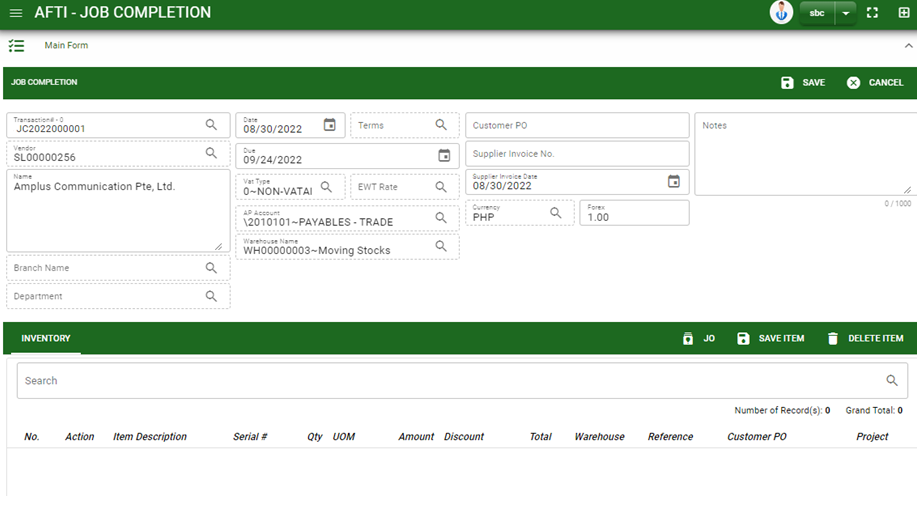 AFTI - JOB COMPLETION
sbc
Main Form
JOB COMPLETION
SAVE
CANCEL
Transaction# - 0
JC2022000001
Vendor
SL00000256
Name
Amplus Communication Pte, Ltd.
Branch Name
Department
Date
08/30/2022
Terms
Due
09/24/2022
Vat Type
0~NON-VATAI
EWT Rate
AP Account
\2010101~PAYABLES - TRADE
Warehouse Name
WH00000003~Moving Stocks
Customer PO
Supplier Invoice No.
Supplier Invoice Date
08/30/2022
Currency
PHP
Forex
1.00
Notes
0 / 1000
INVENTORY
JO
SAVE ITEM
DELETE ITEM
Search
Number of Record(s): 0 Grand Total: 0
No. Action Item Description Serial # Qty UOM Amount Discount Total Warehouse Reference Customer PO Project